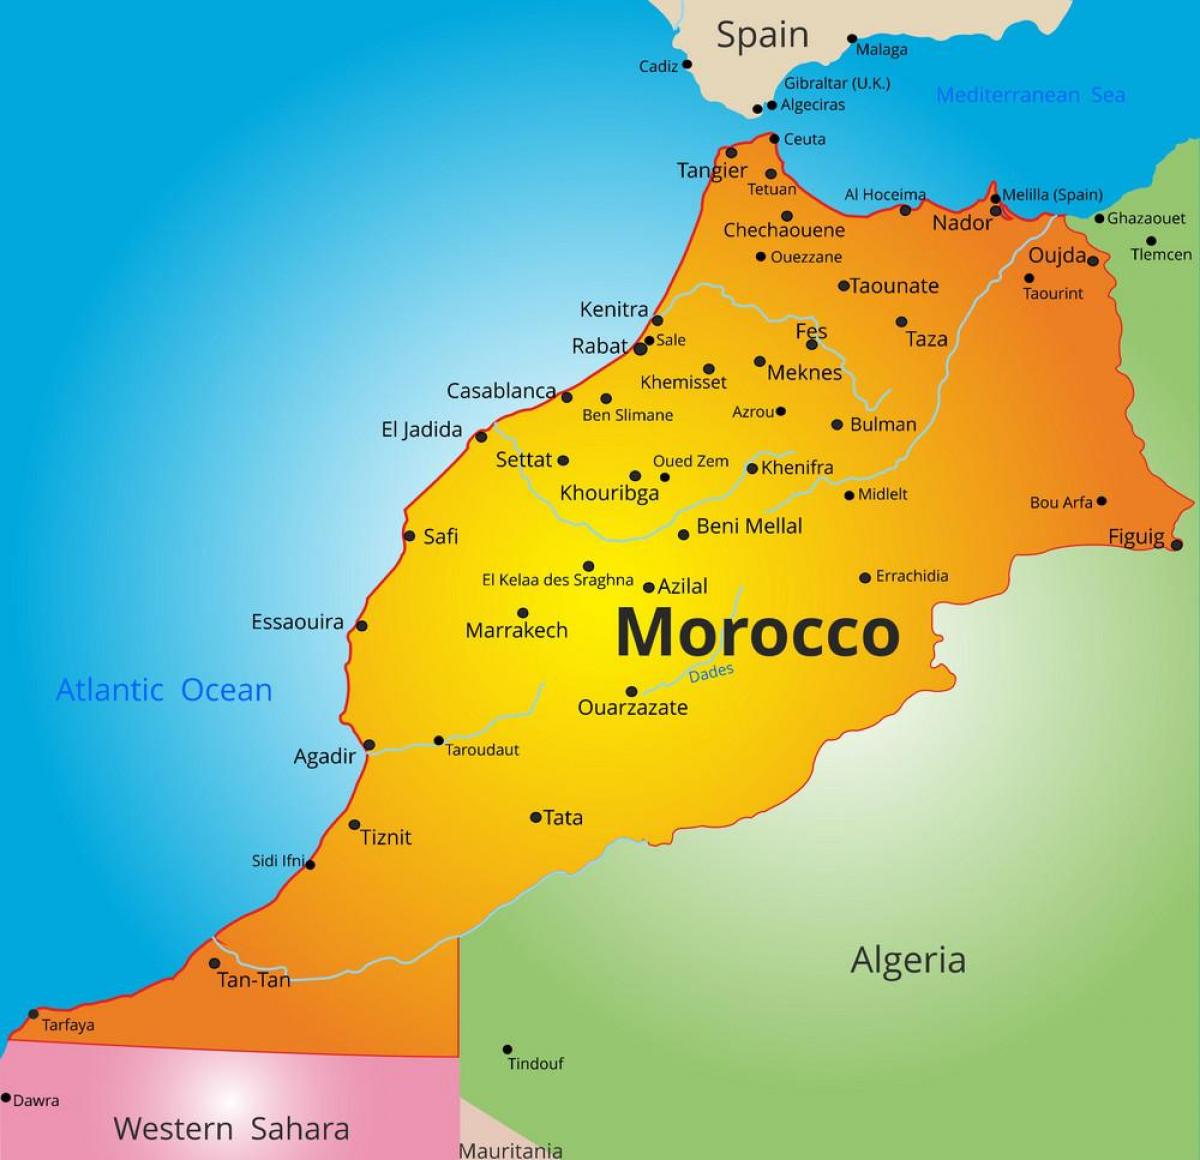 Spain
Malaga
Cadiz
Gibraltar (U.K.)
Mediterranean Sea
Algeciras
Ceuta
Tangier
Tetuan
Al Hoceima
Melilla (Spain)
Chechaouene
Nador
Ghazaouet
Ouezzane
Oujda
Tlemcen
Taounate
Taourint
Kenitra
Fes
Sale
Taza
Rabat
Khemisset
Meknes
Casablanca
Ben Slimane
Azrou
Bulman
El Jadida
Settat
Oued Zem
Khenifra
Khouribga
Midlelt
Bou Arfa
Beni Mellal
Safi
Figuig
El Kelaa des Sraghna
Azilal
Errachidia
Essaouira
Marrakech
Morocco
Dades
Atlantic Ocean
Ouarzazate
Agadir
Taroudaut
Tata
Tiznit
Sidi Ifni
Algeria
Tan-Tan
Tarfaya
Tindouf
Dawra
Western Sahara
Mauritania